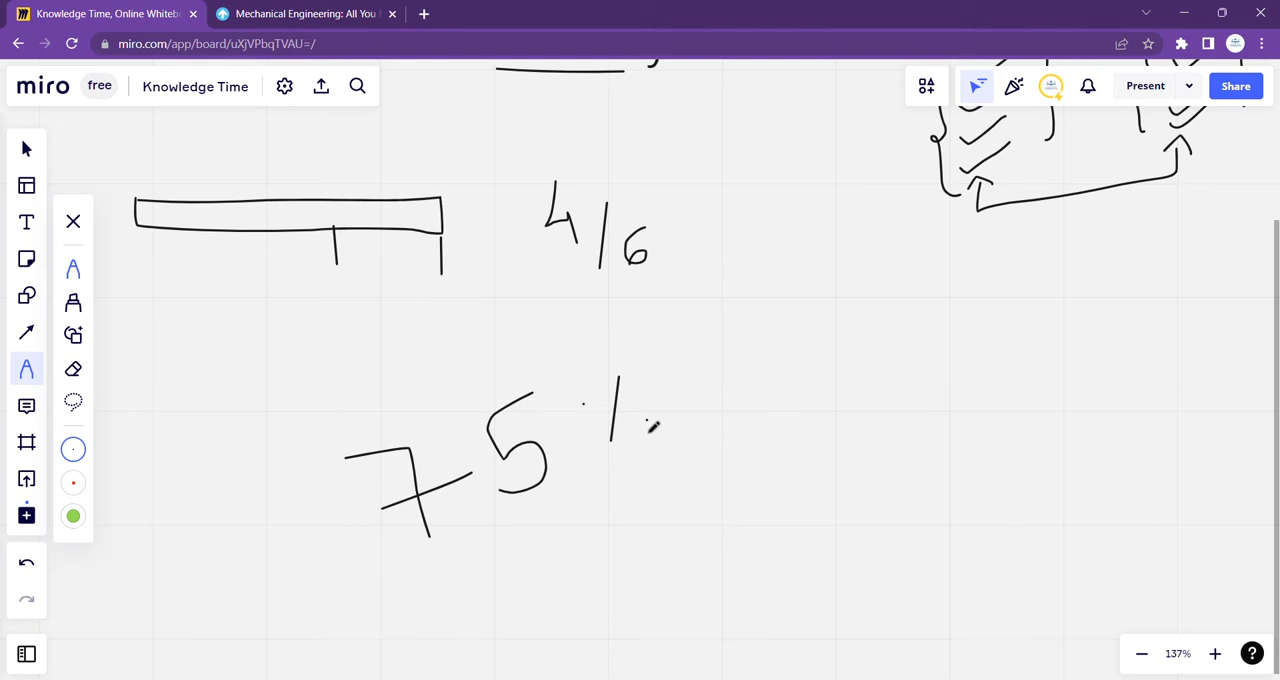 Knowledge Time, Online Whitebo
Mechanical Engineering: All You
miro.com/app/board/uXjVPbqTVAU=/
miro free Knowledge Time
Present Share
4/6
75%
137%